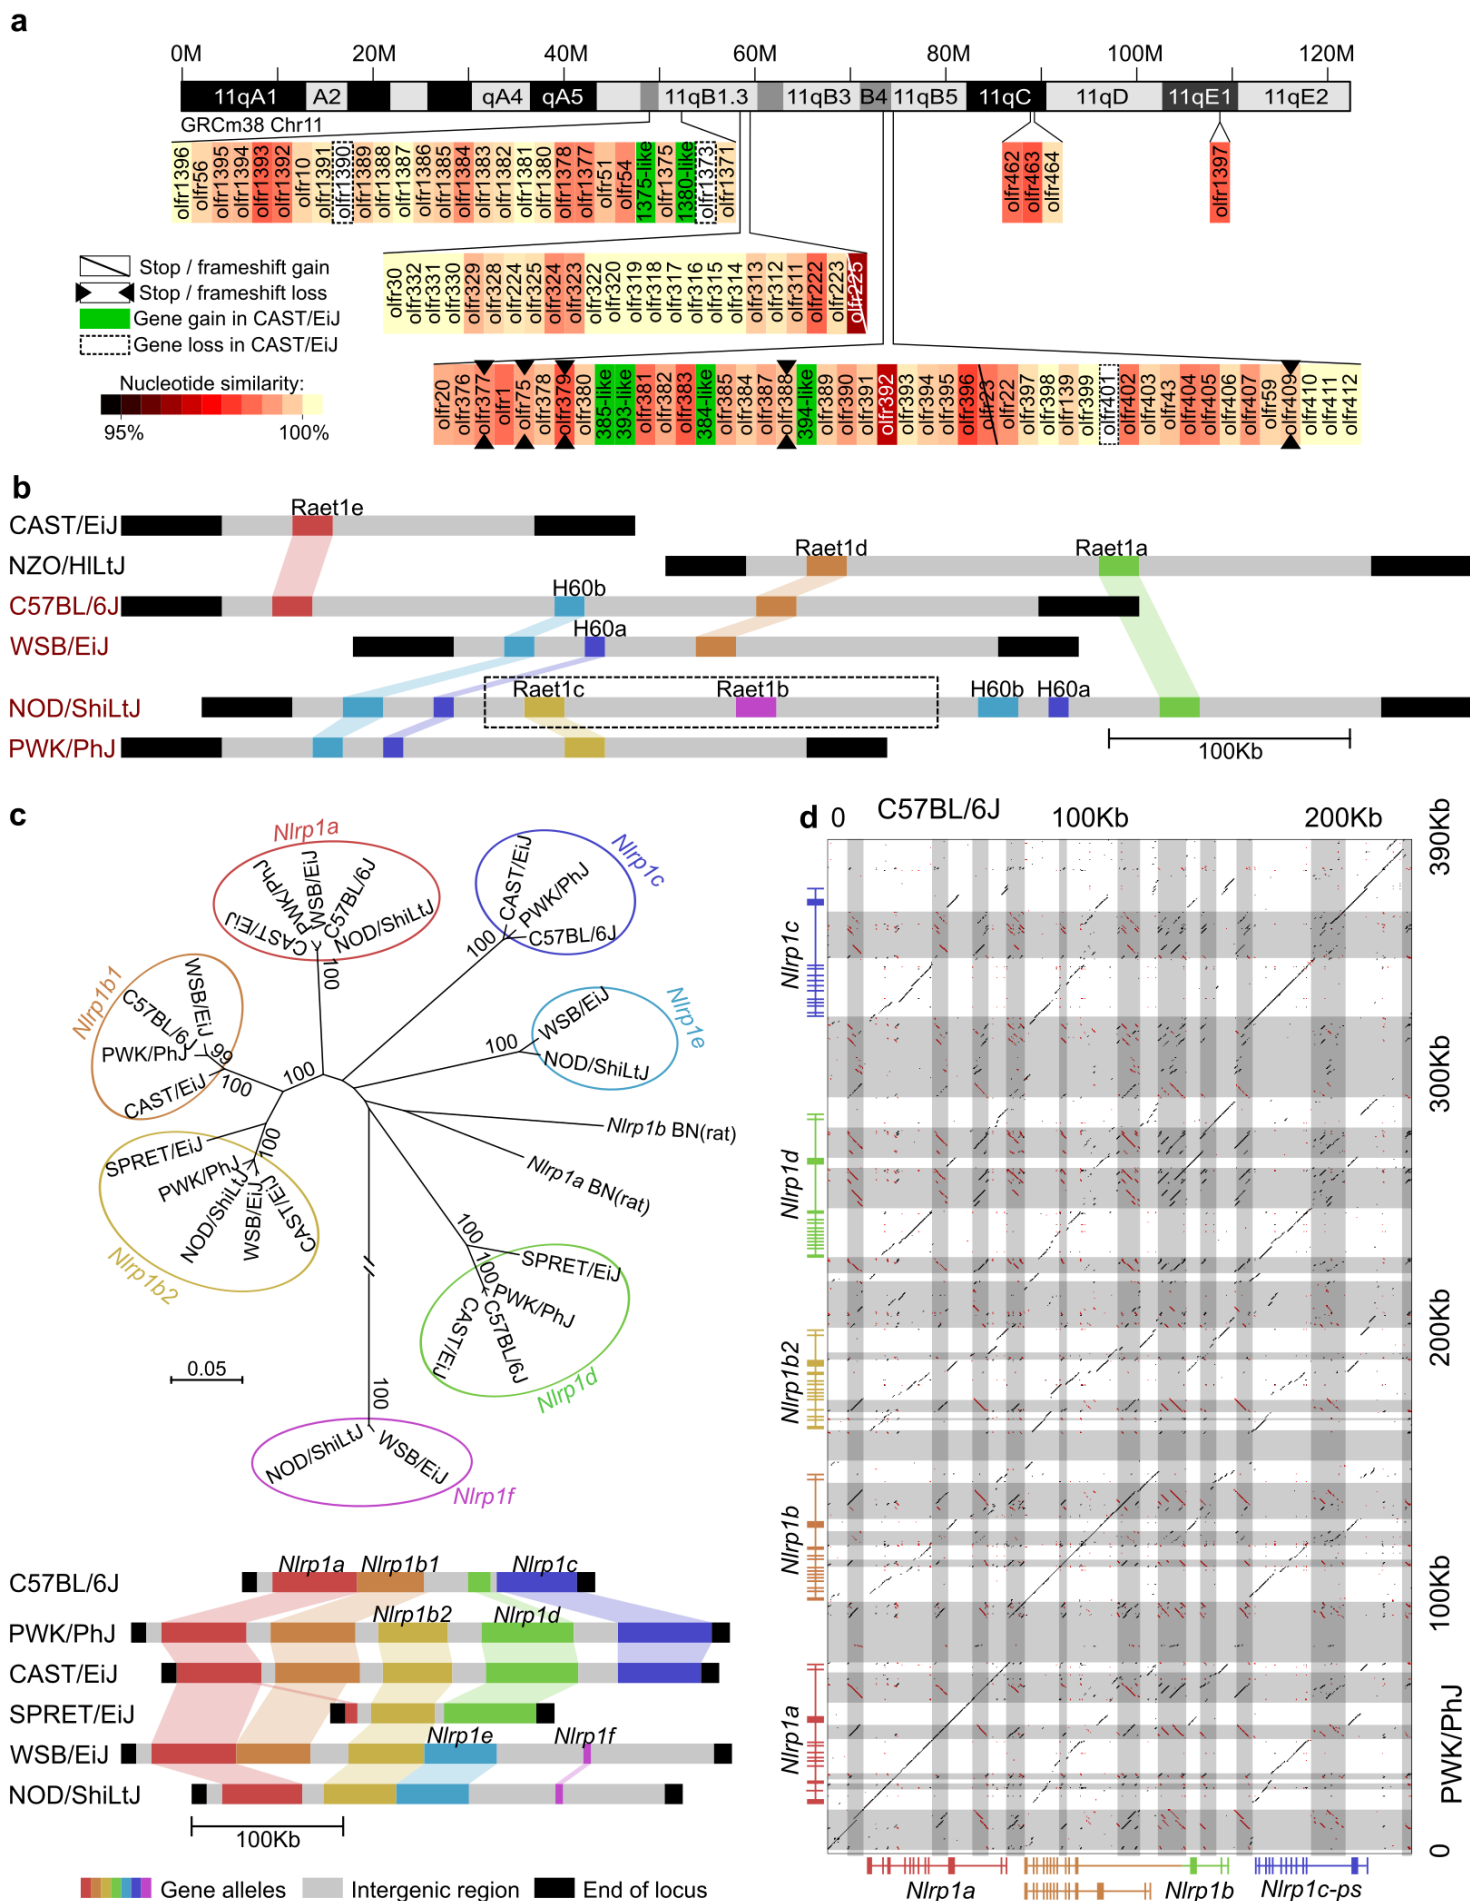 a
0M 20M 40M 60M 80M 100M 120M
11qA1 A2 qA4 qA5 11qB1.3 11qB3 B4 11qB5 11qC 11qD 11qE1 11qE2
GRCm38 Chr11
olfr1396 olfr56 olfr1395 olfr1394 olfr1393 olfr1392 olfr10 olfr1391 olfr1390 olfr1389 olfr1388 olfr1387 olfr1386 olfr1385 olfr1384 olfr1383 olfr1382 olfr1381 olfr1380 olfr1378 olfr1377 olfr51 olfr54 1375-like olfr1375 1380-like olfr1373 olfr1371
olfr462 olfr463 olfr464
olfr1397
olfr30 olfr332 olfr331 olfr330 olfr329 olfr328 olfr224 olfr325 olfr324 olfr323 olfr322 olfr320 olfr319 olfr318 olfr317 olfr316 olfr315 olfr314 olfr313 olfr312 olfr311 olfr222 olfr223 olfr225
Stop / frameshift gain
Stop / frameshift loss
Gene gain in CAST/EiJ
Gene loss in CAST/EiJ
Nucleotide similarity:
95% 100%
olfr20 olfr376 olfr377 olfr1 olfr75 olfr378 olfr379 olfr380 385-like 393-like olfr381 olfr382 olfr383 384-like olfr385 olfr384 olfr387 olfr388 394-like olfr389 olfr390 olfr391 olfr392 olfr393 olfr394 olfr395 olfr396 olfr23 olfr22 olfr397 olfr398 olfr139 olfr399 olfr401 olfr402 olfr403 olfr43 olfr404 olfr405 olfr406 olfr407 olfr59 olfr409 olfr410 olfr411 olfr412
b
Raet1e
CAST/EiJ
Raet1d Raet1a
NZO/HlLtJ
H60b
C57BL/6J
H60a
WSB/EiJ
Raet1c Raet1b H60b H60a
NOD/ShiLtJ
PWK/PhJ
100Kb
c
Nlrp1a
CAST/EiJ PWK/PhJ WSB/EiJ C57BL/6J NOD/ShiLtJ
100
Nlrp1c
CAST/EiJ PWK/PhJ C57BL/6J
100
Nlrp1b1
WSB/EiJ C57BL/6J PWK/PhJ CAST/EiJ
99
100
100
Nlrp1e
WSB/EiJ NOD/ShiLtJ
100
Nlrp1b BN(rat)
Nlrp1a BN(rat)
SPRET/EiJ PWK/PhJ NOD/ShiLtJ WSB/EiJ CAST/EiJ
100
Nlrp1b2
SPRET/EiJ PWK/PhJ C57BL/6J CAST/EiJ
100
100
Nlrp1d
0.05
100
NOD/ShiLtJ WSB/EiJ
Nlrp1f
Nlrp1a Nlrp1b1 Nlrp1c
C57BL/6J
Nlrp1b2 Nlrp1d
PWK/PhJ
CAST/EiJ
SPRET/EiJ
Nlrp1e Nlrp1f
WSB/EiJ
NOD/ShiLtJ
100Kb
Gene alleles Intergenic region End of locus
d
0 C57BL/6J 100Kb 200Kb
390Kb
300Kb
200Kb
100Kb
PWK/PhJ
0
Nlrp1c
Nlrp1d
Nlrp1b2
Nlrp1b
Nlrp1a
Nlrp1a Nlrp1b Nlrp1c-ps